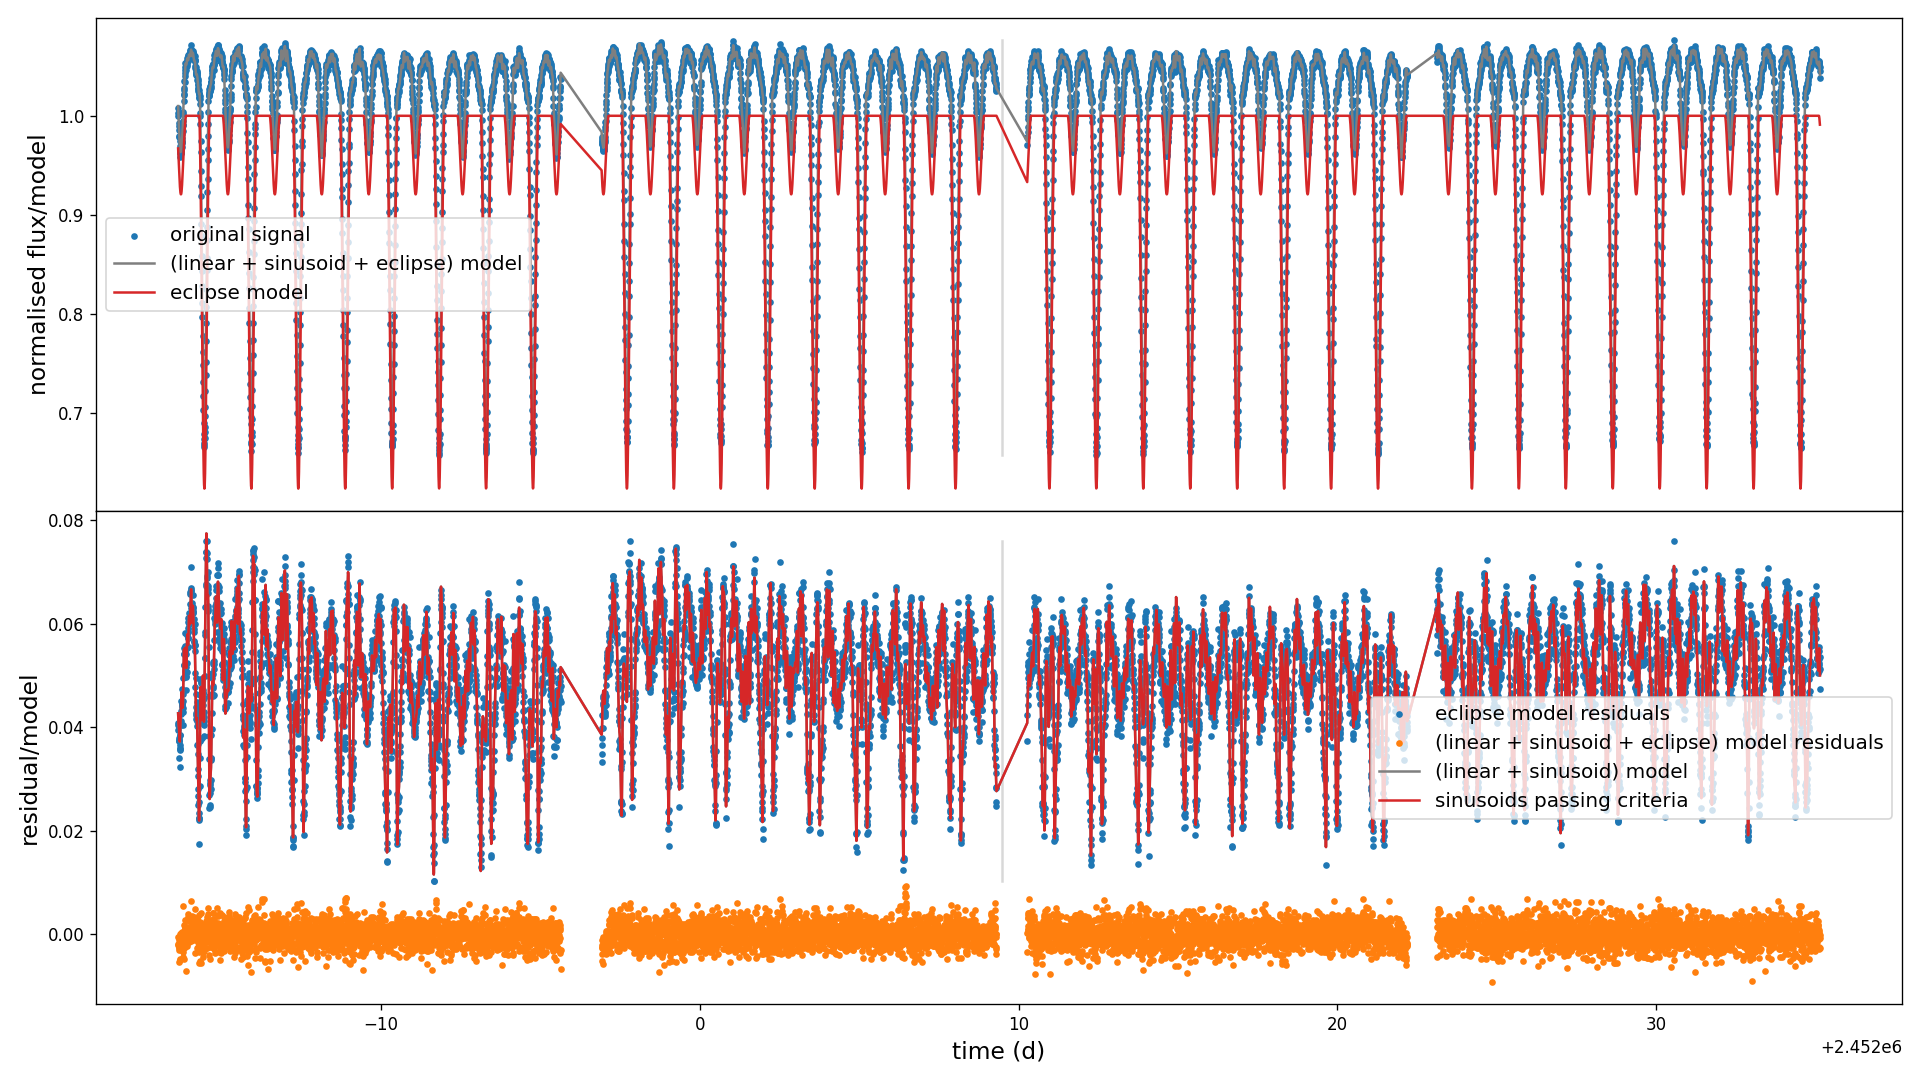 normalised flux/model
1.0
0.9
0.8
0.7
original signal
(linear + sinusoid + eclipse) model
eclipse model
residual/model
0.08
0.06
0.04
0.02
0.00
eclipse model residuals
(linear + sinusoid + eclipse) model residuals
(linear + sinusoid) model
sinusoids passing criteria
−10 0 10 20 30
time (d)
+2.452e6